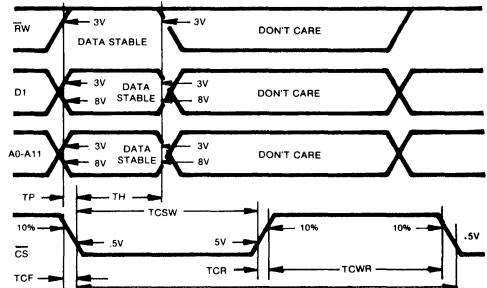 RW 3V 3V
DATA STABLE DON'T CARE
D1 3V DATA STABLE 3V DON'T CARE
8V 8V
A0-A11 3V DATA STABLE 3V DON'T CARE
8V 8V
TP TH
TCSW
10% 10% 10%
CS .5V 5V .5V
TCF TCR TCWR